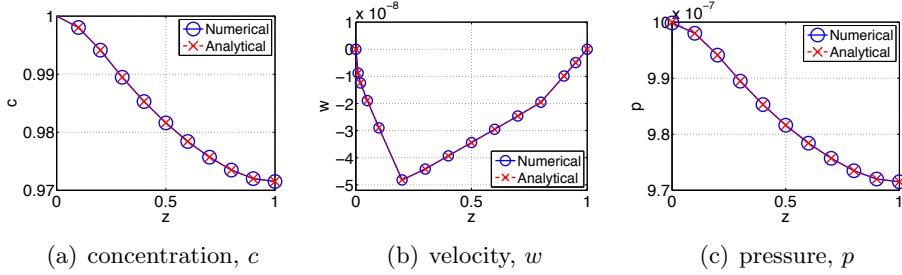 1
0.99
0.98
0.97
c
0
0.5
1
z
Numerical
Analytical
(a) concentration, c
x 10^-8
1
0
−1
−2
−3
−4
−5
w
0
0.5
1
z
Numerical
Analytical
(b) velocity, w
x 10^-7
10
9.9
9.8
9.7
p
0
0.5
1
z
Numerical
Analytical
(c) pressure, p